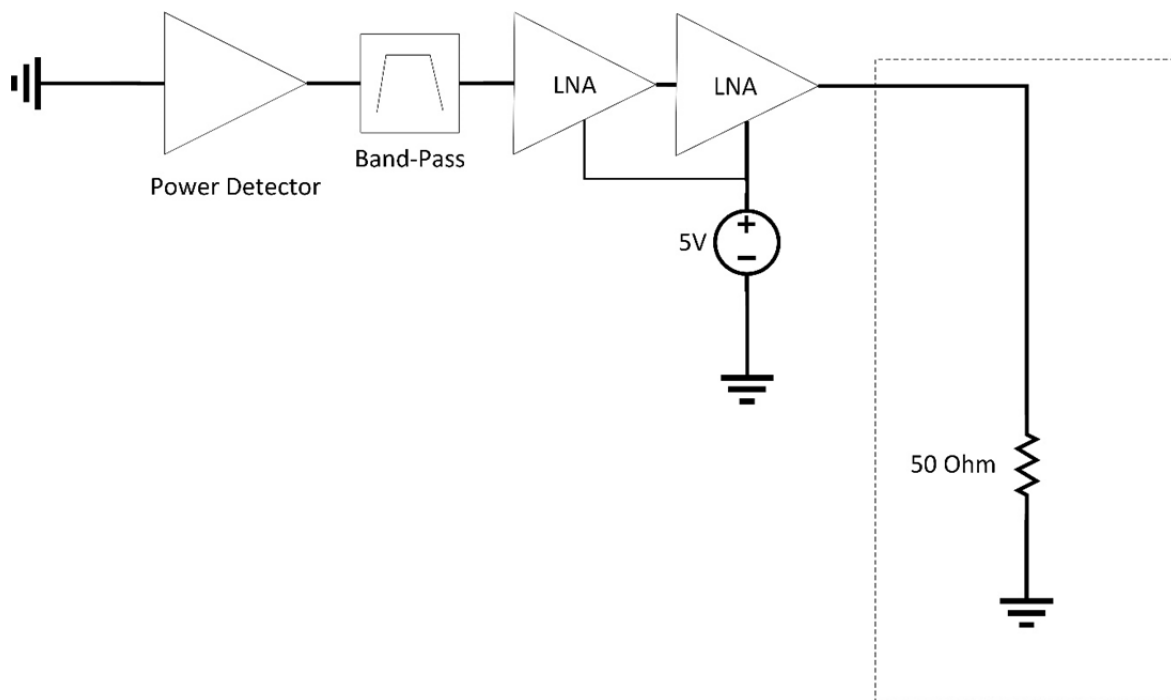 LNA
LNA
Band-Pass
Power Detector
5V
+
−
50 Ohm